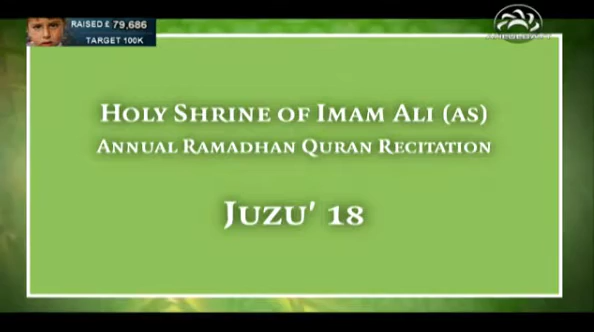 RAISED £ 79,686
TARGET 100K
HOLY SHRINE OF IMAM ALI (AS)
ANNUAL RAMADHAN QURAN RECITATION
JUZU' 18